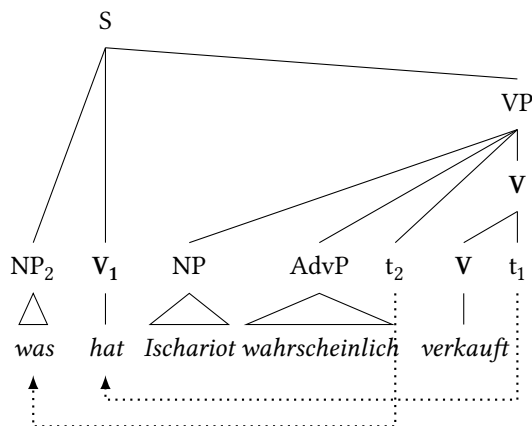 S
VP
V
NP₂ V₁ NP AdvP t₂ V t₁
was hat Ischariot wahrscheinlich verkauft